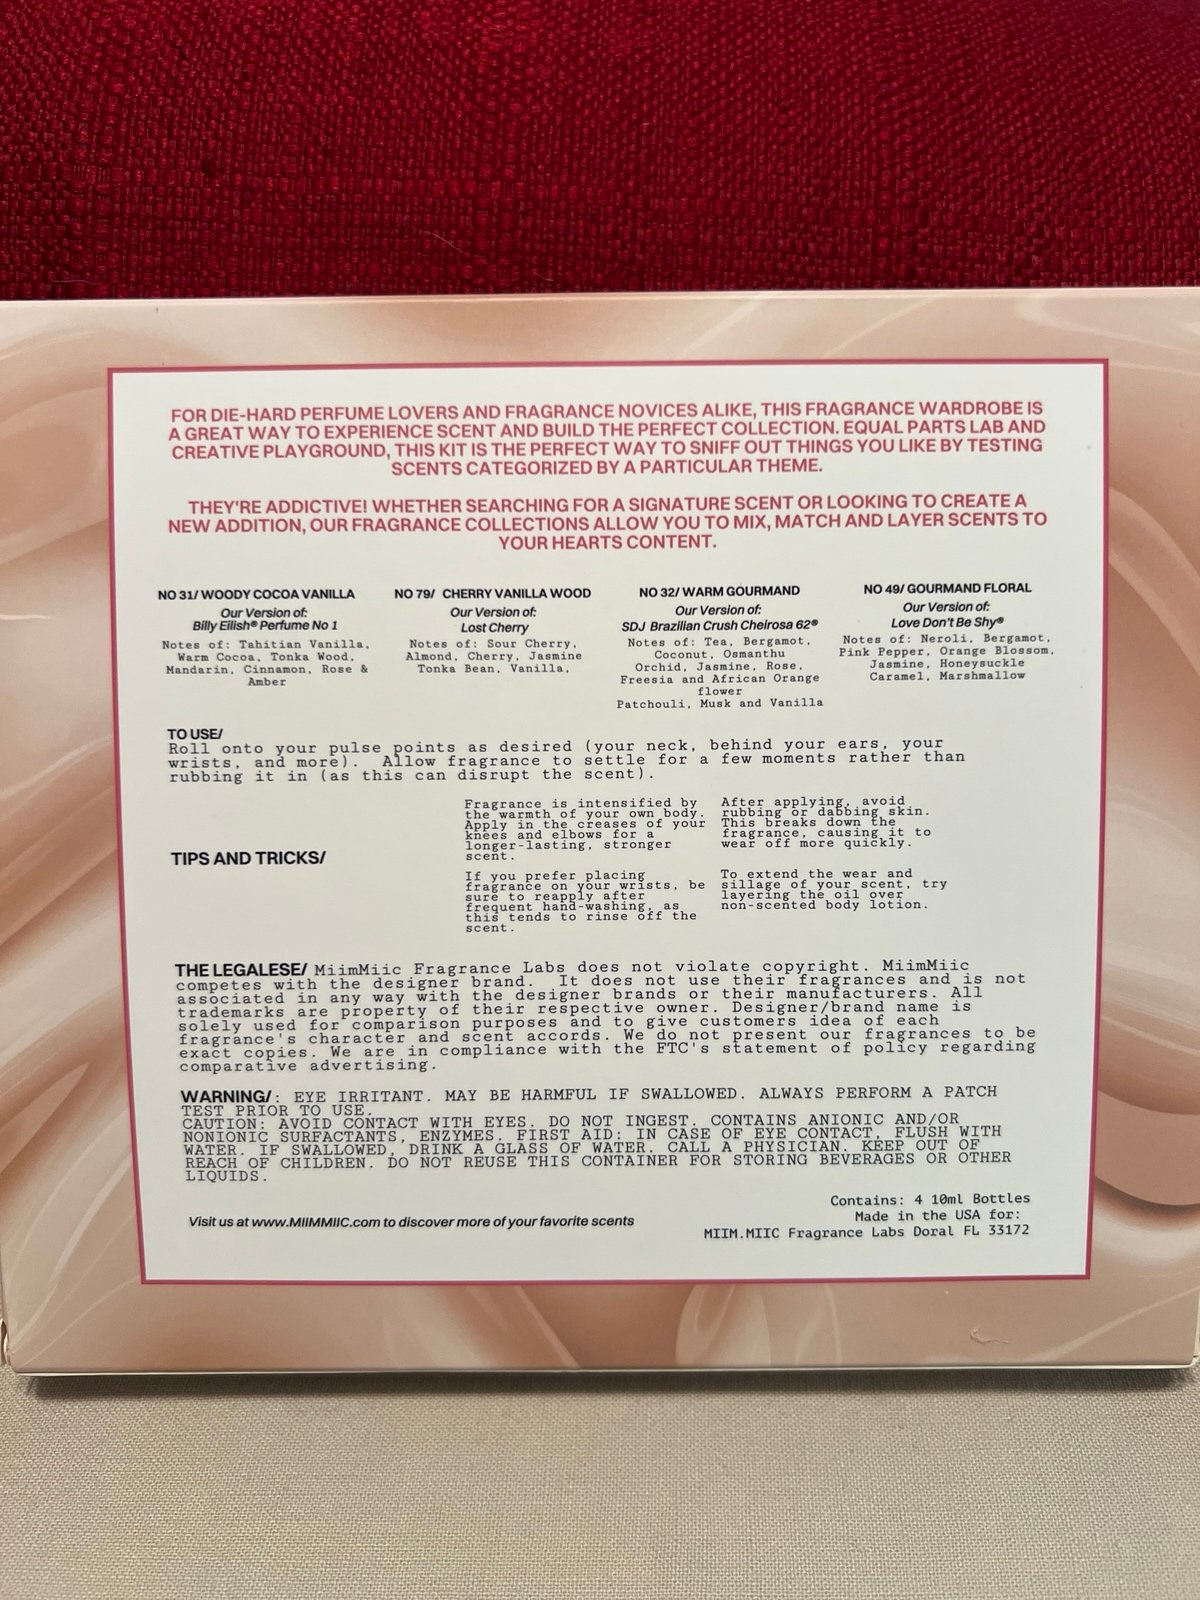 FOR DIE-HARD PERFUME LOVERS AND FRAGRANCE NOVICES ALIKE, THIS FRAGRANCE WARDROBE IS
A GREAT WAY TO EXPERIENCE SCENT AND BUILD THE PERFECT COLLECTION. EQUAL PARTS LAB AND
CREATIVE PLAYGROUND, THIS KIT IS THE PERFECT WAY TO SNIFF OUT THINGS YOU LIKE BY TESTING
SCENTS CATEGORIZED BY A PARTICULAR THEME.
THEY'RE ADDICTIVE! WHETHER SEARCHING FOR A SIGNATURE SCENT OR LOOKING TO CREATE A
NEW ADDITION, OUR FRAGRANCE COLLECTIONS ALLOW YOU TO MIX, MATCH AND LAYER SCENTS TO
YOUR HEARTS CONTENT.
NO 31/ WOODY COCOA VANILLA
Our Version of:
Billy Eilish® Perfume No 1
Notes of: Tahitian Vanilla,
Warm Cocoa, Tonka Wood,
Mandarin, Cinnamon, Rose &
Amber
NO 79/ CHERRY VANILLA WOOD
Our Version of:
Lost Cherry
Notes of: Sour Cherry,
Almond, Cherry, Jasmine
Tonka Bean, Vanilla,
NO 32/ WARM GOURMAND
Our Version of:
SDJ Brazilian Crush Cheirosa 62®
Notes of: Tea, Bergamot,
Coconut, Osmanthu
Orchid, Jasmine, Rose,
Freesia and African Orange
flower
Patchouli, Musk and Vanilla
NO 49/ GOURMAND FLORAL
Our Version of:
Love Don't Be Shy®
Notes of: Neroli, Bergamot,
Pink Pepper, Orange Blossom,
Jasmine, Honeysuckle
Caramel, Marshmallow
TO USE/
Roll onto your pulse points as desired (your neck, behind your ears, your
wrists, and more). Allow fragrance to settle for a few moments rather than
rubbing it in (as this can disrupt the scent).
TIPS AND TRICKS/
Fragrance is intensified by
the warmth of your own body.
Apply in the creases of your
knees and elbows for a
longer-lasting, stronger
scent.
After applying, avoid
rubbing or dabbing skin.
This breaks down the
fragrance, causing it to
wear off more quickly.
If you prefer placing
fragrance on your wrists, be
sure to reapply after
frequent hand-washing, as
this tends to rinse off the
scent.
To extend the wear and
sillage of your scent, try
layering the oil over
non-scented body lotion.
THE LEGALESE/ MiimMiic Fragrance Labs does not violate copyright. MiimMiic
competes with the designer brand. It does not use their fragrances and is not
associated in any way with the designer brands or their manufacturers. All
trademarks are property of their respective owner. Designer/brand name is
solely used for comparison purposes and to give customers idea of each
fragrance's character and scent accords. We do not present our fragrances to be
exact copies. We are in compliance with the FTC's statement of policy regarding
comparative advertising.
WARNING/: EYE IRRITANT. MAY BE HARMFUL IF SWALLOWED. ALWAYS PERFORM A PATCH
TEST PRIOR TO USE.
CAUTION: AVOID CONTACT WITH EYES. DO NOT INGEST. CONTAINS ANIONIC AND/OR
NONIONIC SURFACTANTS, ENZYMES. FIRST AID: IN CASE OF EYE CONTACT, FLUSH WITH
WATER. IF SWALLOWED, DRINK A GLASS OF WATER. CALL A PHYSICIAN. KEEP OUT OF
REACH OF CHILDREN. DO NOT REUSE THIS CONTAINER FOR STORING BEVERAGES OR OTHER
LIQUIDS.
Visit us at www.MIIMMIIC.com to discover more of your favorite scents
Contains: 4 10ml Bottles
Made in the USA for:
MIIM.MIIC Fragrance Labs Doral FL 33172